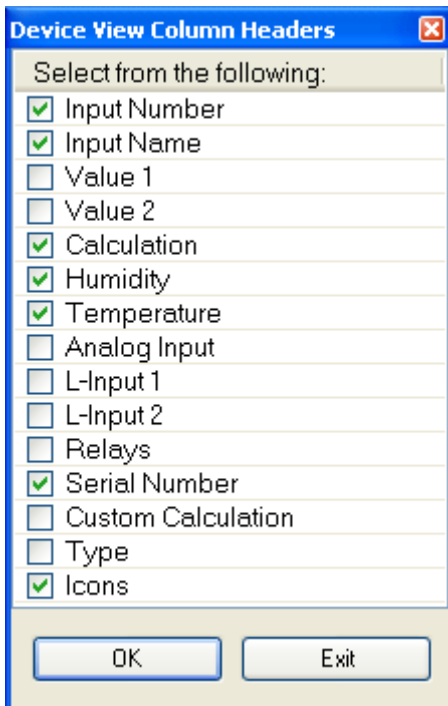 Device View Column Headers
Select from the following:
Input Number
Input Name
Value 1
Value 2
Calculation
Humidity
Temperature
Analog Input
L-Input 1
L-Input 2
Relays
Serial Number
Custom Calculation
Type
Icons
OK Exit